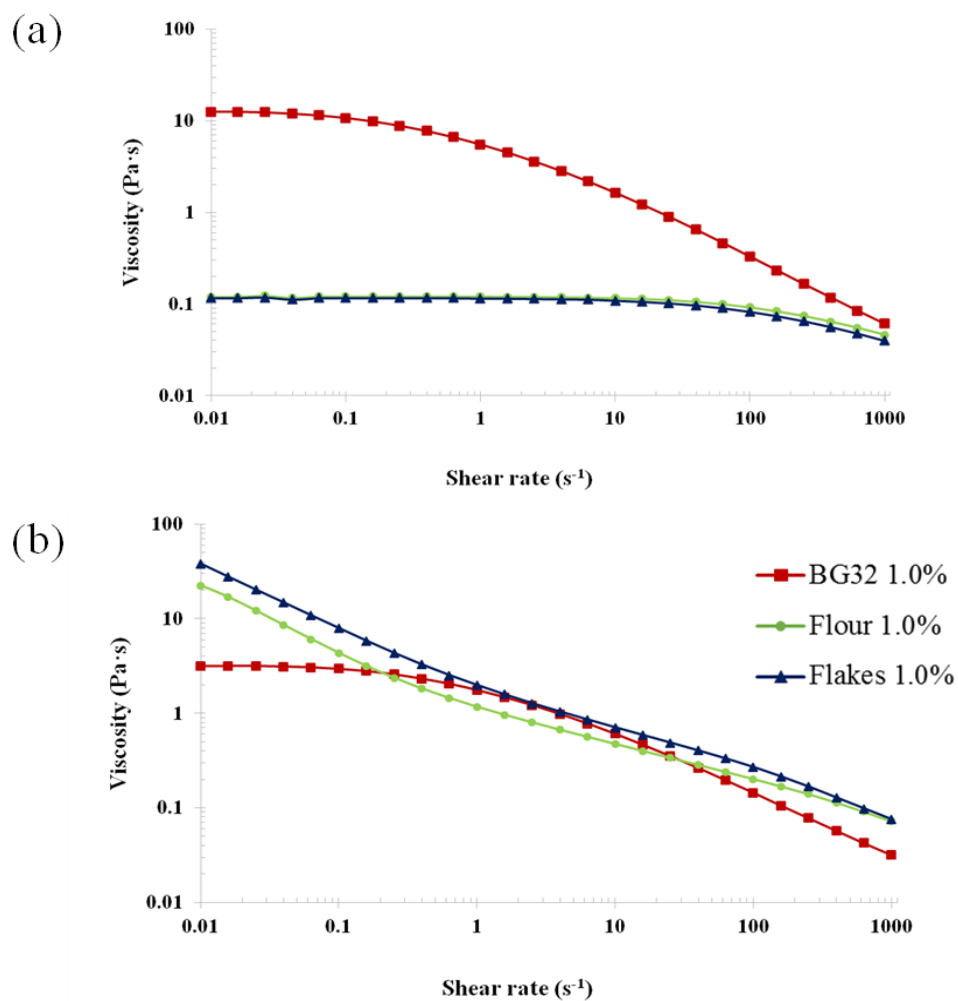 (a)
100
10
1
0.1
0.01
Viscosity (Pa·s)
0.01 0.1 1 10 100 1000
Shear rate (s⁻¹)
(b)
100
10
1
0.1
0.01
Viscosity (Pa·s)
0.01 0.1 1 10 100 1000
Shear rate (s⁻¹)
BG32 1.0%
Flour 1.0%
Flakes 1.0%